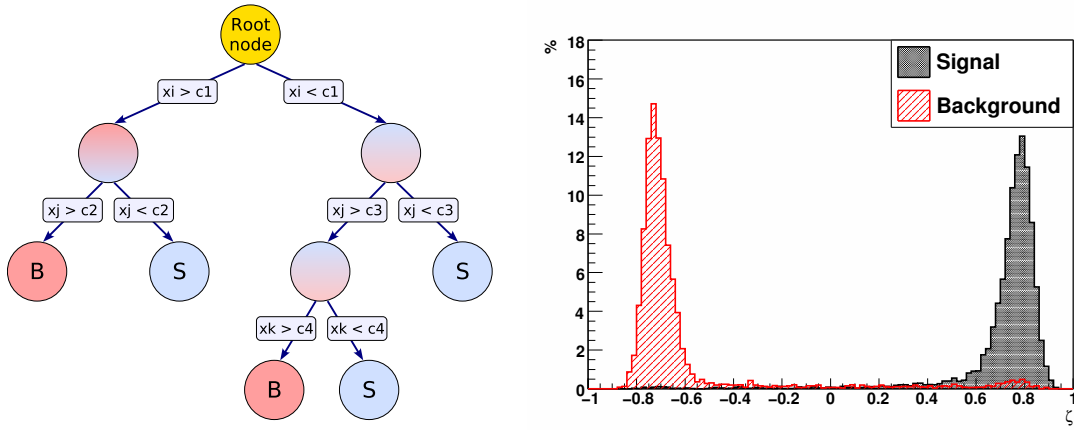 Root
node
xi > c1
xi < c1
xj > c2
xj < c2
xj > c3
xj < c3
B
S
S
xk > c4
xk < c4
B
S
%
18
16
14
12
10
8
6
4
2
0
−1 −0.8 −0.6 −0.4 −0.2 0 0.2 0.4 0.6 0.8 1
ζ
Signal
Background